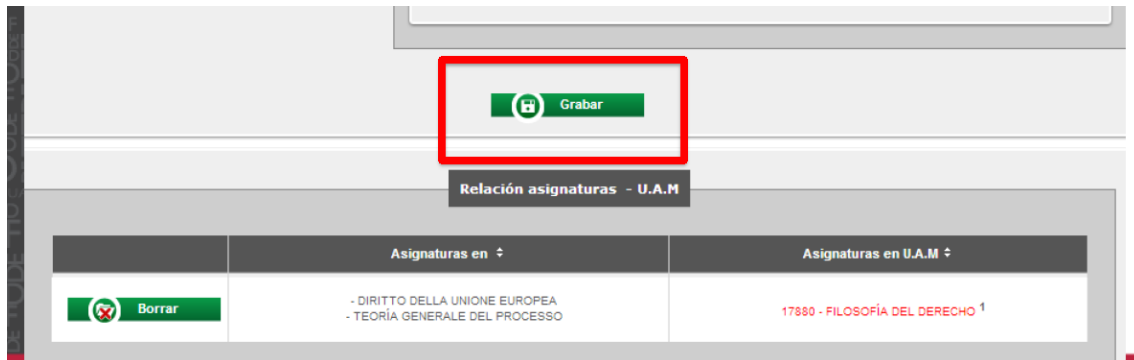 Grabar
Relación asignaturas - U.A.M
Asignaturas en
Asignaturas en U.A.M
Borrar
- DIRITTO DELLA UNIONE EUROPEA
- TEORÍA GENERALE DEL PROCESSO
17880 - FILOSOFÍA DEL DERECHO 1